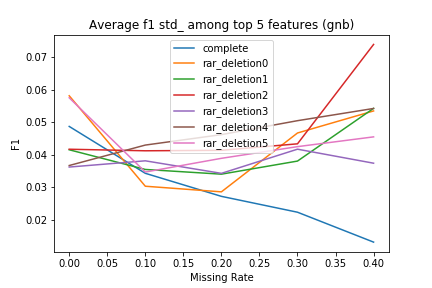 Average f1 std_ among top 5 features (gnb)
complete
rar_deletion0
rar_deletion1
rar_deletion2
rar_deletion3
rar_deletion4
rar_deletion5
0.07
0.06
0.05
0.04
0.03
0.02
F1
0.00 0.05 0.10 0.15 0.20 0.25 0.30 0.35 0.40
Missing Rate